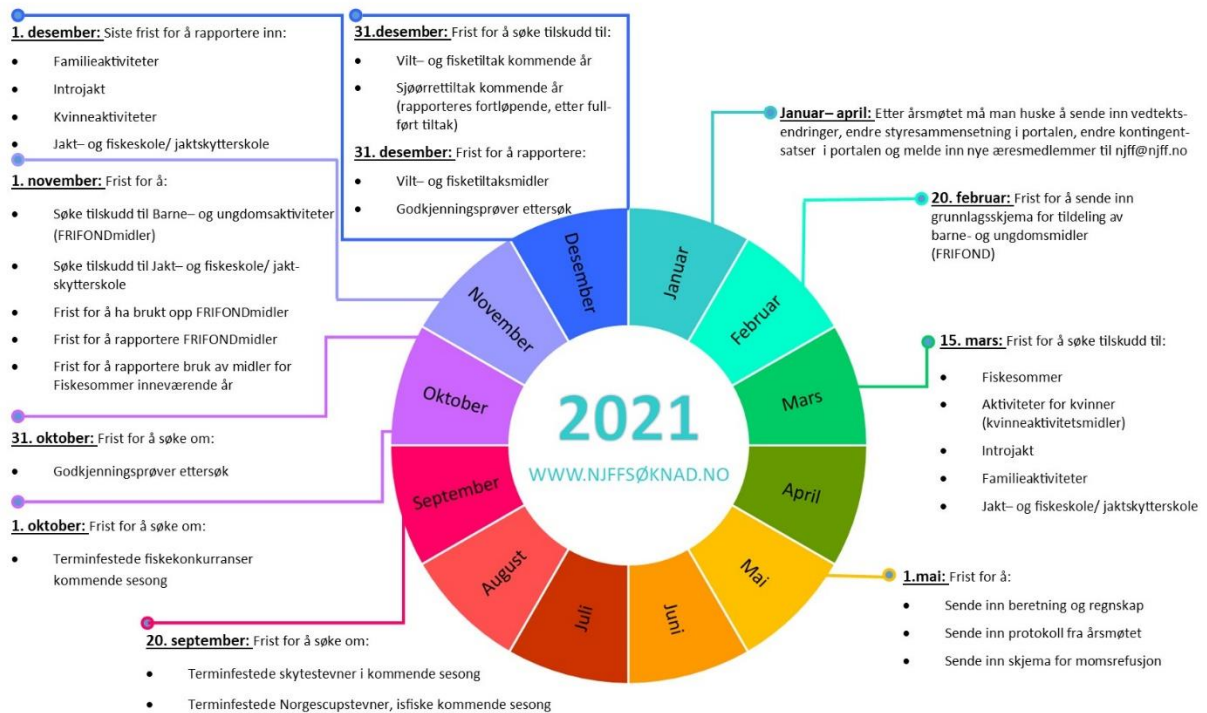 1. desember: Siste frist for å rapportere inn:
• Familieaktiviteter
• Introjakt
• Kvinneaktiviteter
• Jakt– og fiskeskole/ jaktskytterskole
1. november: Frist for å:
• Søke tilskudd til Barne– og ungdomsaktiviteter
(FRIFONDmidler)
• Søke tilskudd til Jakt– og fiskeskole/ jakt-
skytterskole
• Frist for å ha brukt opp FRIFONDmidler
• Frist for å rapportere FRIFONDmidler
• Frist for å rapportere bruk av midler for
Fiskesommer inneværende år
31. oktober: Frist for å søke om:
• Godkjenningsprøver ettersøk
1. oktober: Frist for å søke om:
• Terminfestede fiskekonkurranser
kommende sesong
20. september: Frist for å søke om:
• Terminfestede skytestevner i kommende sesong
• Terminfestede Norgescupstevner, isfiske kommende sesong
31.desember: Frist for å søke tilskudd til:
• Vilt– og fisketiltak kommende år
• Sjøørrettiltak kommende år
(rapporteres fortløpende, etter full-
ført tiltak)
31. desember: Frist for å rapportere:
• Vilt– og fisketiltaksmidler
• Godkjenningsprøver ettersøk
Januar– april: Etter årsmøtet må man huske å sende inn vedtekts-
endringer, endre styresammensetning i portalen, endre kontingent-
satser i portalen og melde inn nye æresmedlemmer til njff@njff.no
20. februar: Frist for å sende inn
grunnlagsskjema for tildeling av
barne- og ungdomsmidler
(FRIFOND)
15. mars: Frist for å søke tilskudd til:
• Fiskesommer
• Aktiviteter for kvinner
(kvinneaktivitetsmidler)
• Introjakt
• Familieaktiviteter
• Jakt– og fiskeskole/ jaktskytterskole
1.mai: Frist for å:
• Sende inn beretning og regnskap
• Sende inn protokoll fra årsmøtet
• Sende inn skjema for momsrefusjon
Januar
Februar
Mars
April
Mai
Juni
Juli
August
September
Oktober
November
Desember
2021
WWW.NJFFSØKNAD.NO